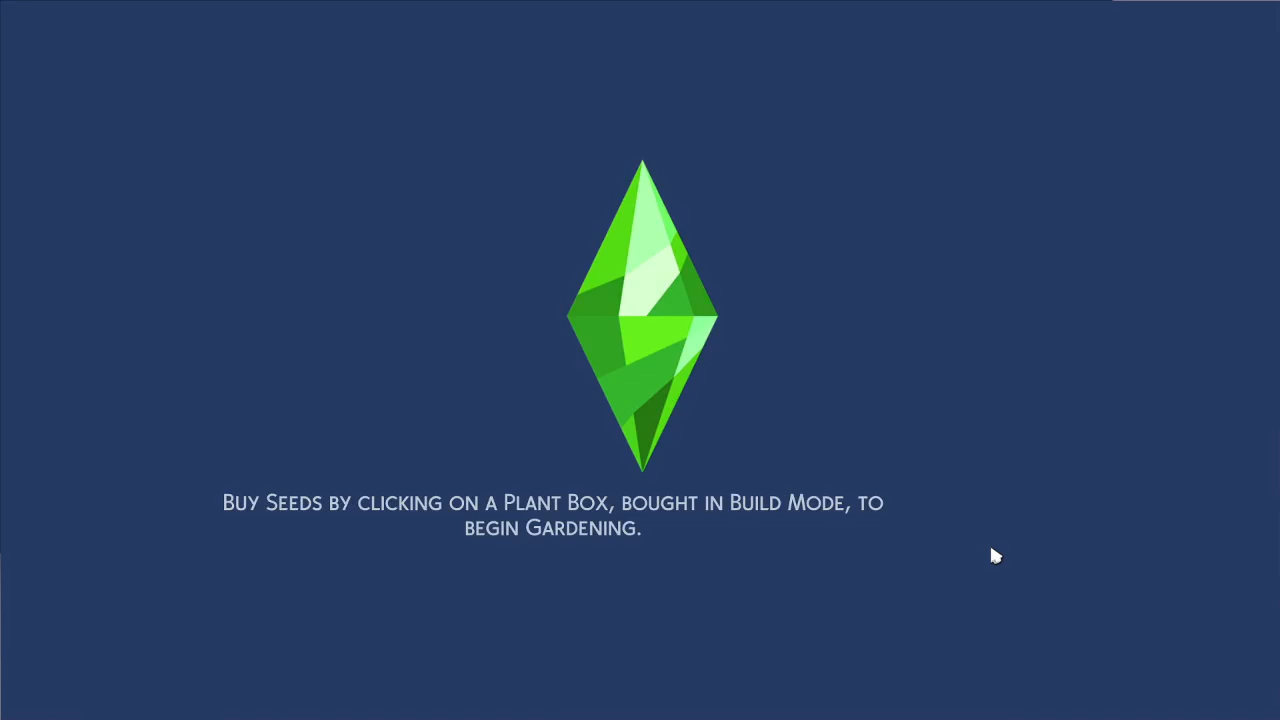 Buy Seeds by clicking on a Plant Box, bought in Build Mode, to
begin Gardening.